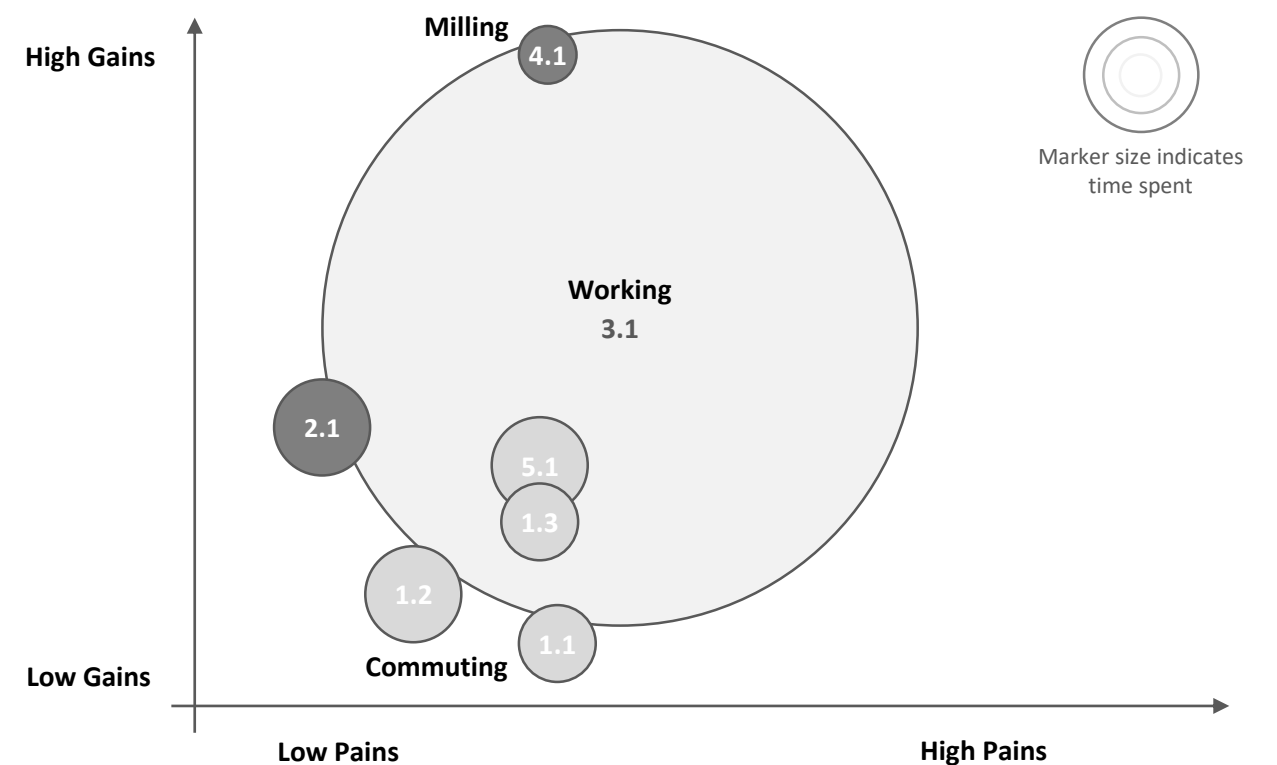 Milling
High Gains
4.1
Marker size indicates
time spent
Working
3.1
2.1
5.1
1.3
1.2
1.1
Commuting
Low Gains
Low Pains
High Pains